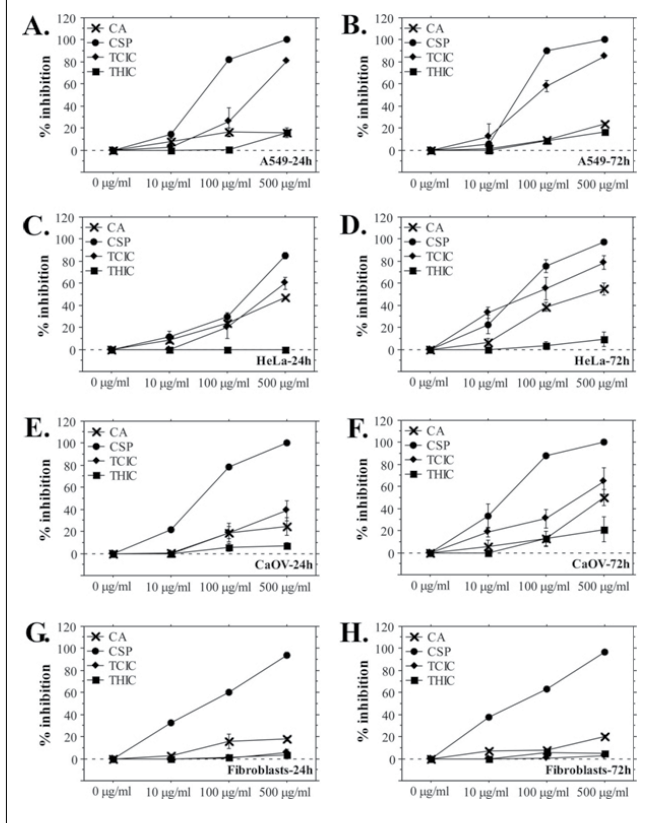 A.
CA
CSP
TCIC
THIC
% inhibition
120
100
80
60
40
20
0
0 µg/ml 10 µg/ml 100 µg/ml 500 µg/ml
A549-24h
B.
CA
CSP
TCIC
THIC
% inhibition
120
100
80
60
40
20
0
0 µg/ml 10 µg/ml 100 µg/ml 500 µg/ml
A549-72h
C.
CA
CSP
TCIC
THIC
% inhibition
120
100
80
60
40
20
0
0 µg/ml 10 µg/ml 100 µg/ml 500 µg/ml
HeLa-24h
D.
CA
CSP
TCIC
THIC
% inhibition
120
100
80
60
40
20
0
0 µg/ml 10 µg/ml 100 µg/ml 500 µg/ml
HeLa-72h
E.
CA
CSP
TCIC
THIC
% inhibition
120
100
80
60
40
20
0
0 µg/ml 10 µg/ml 100 µg/ml 500 µg/ml
CaOV-24h
F.
CA
CSP
TCIC
THIC
% inhibition
120
100
80
60
40
20
0
0 µg/ml 10 µg/ml 100 µg/ml 500 µg/ml
CaOV-72h
G.
CA
CSP
TCIC
THIC
% inhibition
120
100
80
60
40
20
0
0 µg/ml 10 µg/ml 100 µg/ml 500 µg/ml
Fibroblasts-24h
H.
CA
CSP
TCIC
THIC
% inhibition
120
100
80
60
40
20
0
0 µg/ml 10 µg/ml 100 µg/ml 500 µg/ml
Fibroblasts-72h